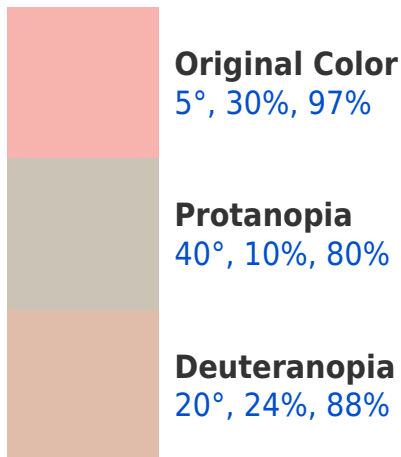 Original Color
5°, 30%, 97%
Protanopia
40°, 10%, 80%
Deuteranopia
20°, 24%, 88%